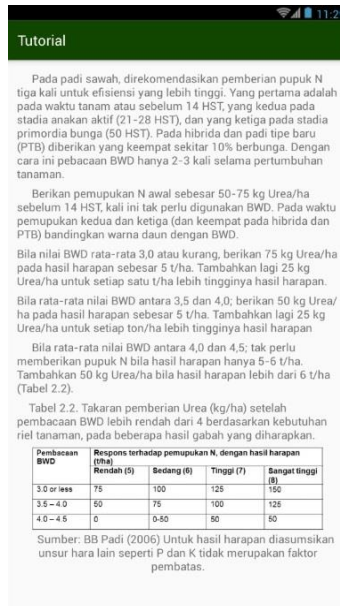 11:2
Tutorial
Pada padi sawah, direkomendasikan pemberian pupuk N
tiga kali untuk efisiensi yang lebih tinggi. Yang pertama adalah
pada waktu tanam atau sebelum 14 HST, yang kedua pada
stadia anakan aktif (21-28 HST), dan yang ketiga pada stadia
primordia bunga (50 HST). Pada hibrida dan padi tipe baru
(PTB) diberikan yang keempat sekitar 10% berbunga. Dengan
cara ini pebacaan BWD hanya 2-3 kali selama pertumbuhan
tanaman.
Berikan pemupukan N awal sebesar 50-75 kg Urea/ha
sebelum 14 HST, kali ini tak perlu digunakan BWD. Pada waktu
pemupukan kedua dan ketiga (dan keempat pada hibrida dan
PTB) bandingkan warna daun dengan BWD.
Bila nilai BWD rata-rata 3,0 atau kurang, berikan 75 kg Urea/ha
pada hasil harapan sebesar 5 t/ha. Tambahkan lagi 25 kg
Urea/ha untuk setiap satu t/ha lebih tingginya hasil harapan.
Bila rata-rata nilai BWD antara 3,5 dan 4,0; berikan 50 kg Urea/
ha pada hasil harapan sebesar 5 t/ha. Tambahkan lagi 25 kg
Urea/ha untuk setiap ton/ha lebih tingginya hasil harapan
Bila rata-rata nilai BWD antara 4,0 dan 4,5; tak perlu
memberikan pupuk N bila hasil harapan hanya 5-6 t/ha.
Tambahkan 50 kg Urea/ha bila hasil harapan lebih dari 6 t/ha
(Tabel 2.2).
Tabel 2.2. Takaran pemberian Urea (kg/ha) setelah
pembacaan BWD lebih rendah dari 4 berdasarkan kebutuhan
riel tanaman, pada beberapa hasil gabah yang diharapkan.
Pembacaan BWD Respons terhadap pemupukan N, dengan hasil harapan (t/ha)
Rendah (5) Sedang (6) Tinggi (7) Sangat tinggi (8)
3.0 or less 75 100 125 150
3.5 – 4.0 50 75 100 125
4.0 – 4.5 0 0-50 50 50
Sumber: BB Padi (2006) Untuk hasil harapan diasumsikan
unsur hara lain seperti P dan K tidak merupakan faktor
pembatas.